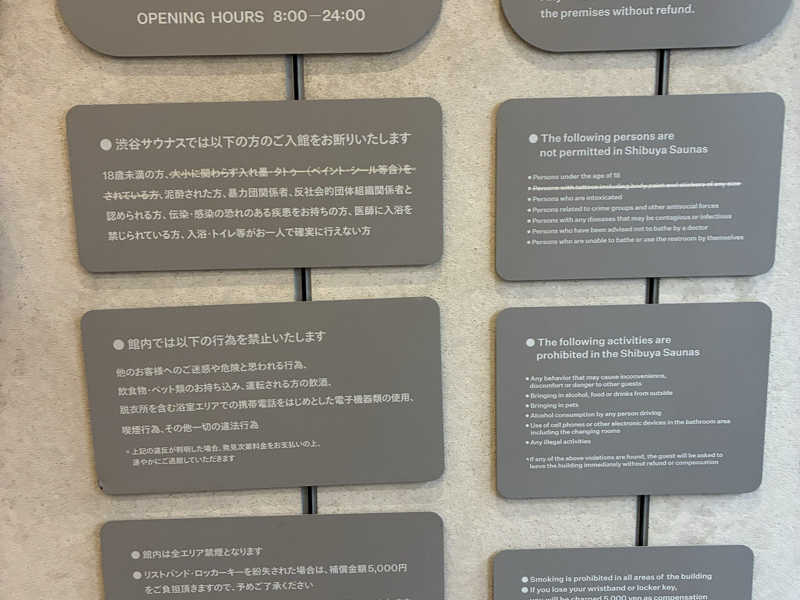 OPENING HOURS 8:00—24:00
● 渋谷サウナスでは以下の方のご入館をお断りいたします
18歳未満の方、大小に関わらず入れ墨・タトゥー（ペイント・シール等含）を
されている方、泥酔された方、暴力団関係者、反社会的団体組織関係者と
認められる方、伝染・感染の恐れのある疾患をお持ちの方、医師に入浴を
禁じられている方、入浴・トイレ等がお一人で確実に行えない方
● 館内では以下の行為を禁止いたします
他のお客様へのご迷惑や危険と思われる行為、
飲食物・ペット類のお持ち込み、運転される方の飲酒、
脱衣所を含む浴室エリアでの携帯電話をはじめとした電子機器類の使用、
喫煙行為、その他一切の違法行為
* 上記の違反が判明した場合、発見次第料金をお支払いの上、
速やかにご退館していただきます
● 館内は全エリア禁煙となります
● リストバンド・ロッカーキーを紛失された場合は、補償金額5,000円
をご負担頂きますので、予めご了承ください
the premises without refund.
● The following persons are
not permitted in Shibuya Saunas
● Persons under the age of 18
● Persons with tattoos including body paint and stickers of any size
● Persons who are intoxicated
● Persons related to crime groups and other antisocial forces
● Persons with any diseases that may be contagious or infectious
● Persons who have been advised not to bathe by a doctor
● Persons who are unable to bathe or use the restroom by themselves
● The following activities are
prohibited in the Shibuya Saunas
● Any behavior that may cause inconvenience,
discomfort or danger to other guests
● Bringing in alcohol, food or drinks from outside
● Bringing in pets
● Alcohol consumption by any person driving
● Use of cell phones or other electronic devices in the bathroom area
including the changing rooms
● Any illegal activities
*If any of the above violations are found, the guest will be asked to
leave the building immediately without refund or compensation
● Smoking is prohibited in all areas of the building
● If you lose your wristband or locker key,
you will be charged 5,000 yen as compensation